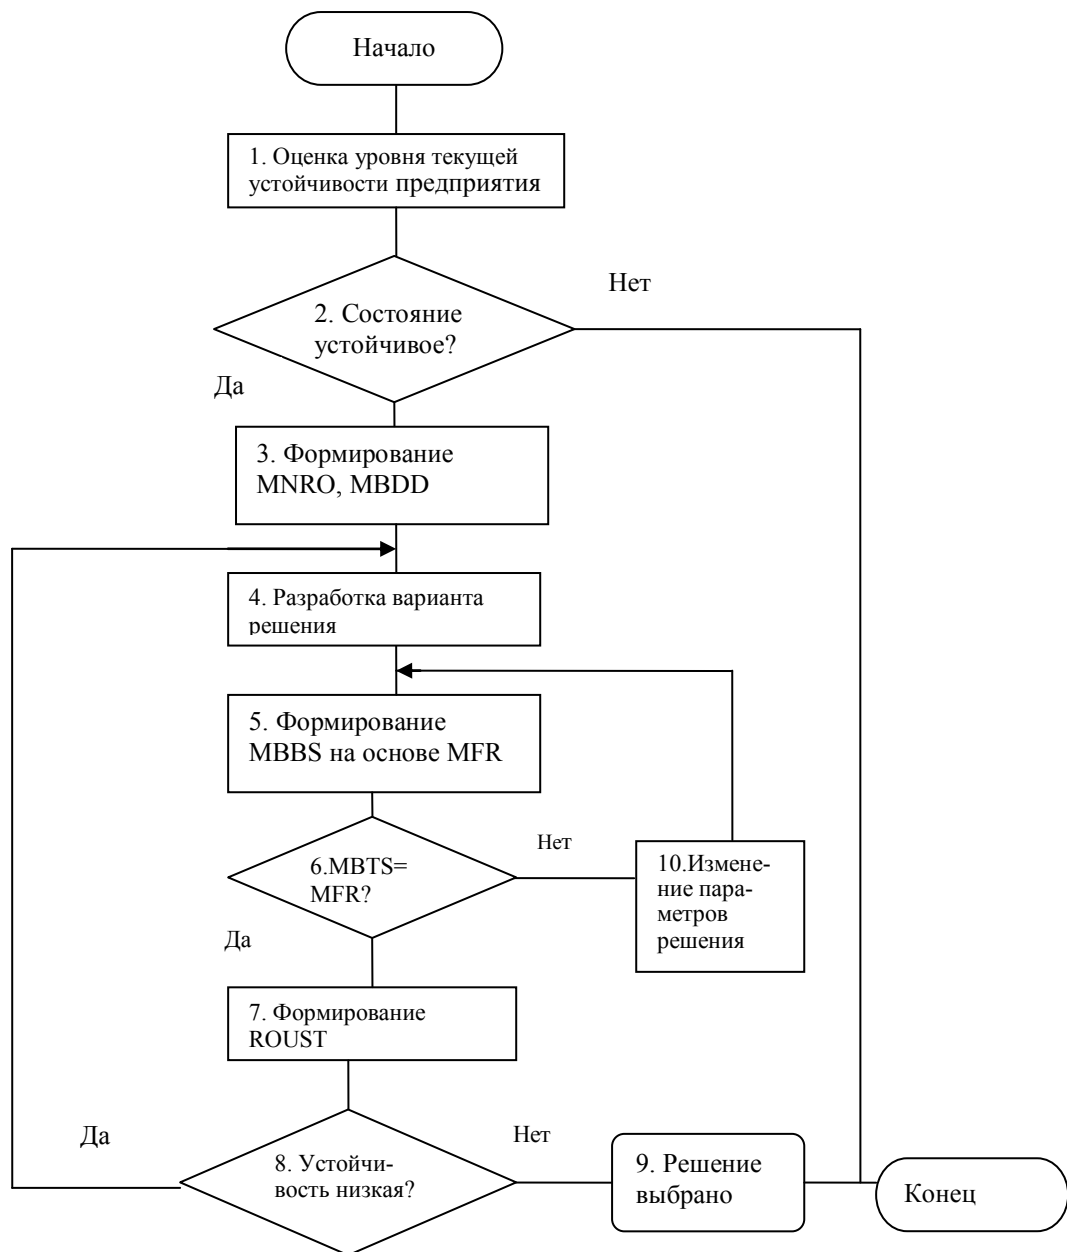 Начало
1. Оценка уровня текущей
устойчивости предприятия
Нет
2. Состояние
устойчивое?
Да
3. Формирование
MNRO, MBDD
4. Разработка варианта
решения
5. Формирование
MBBS на основе MFR
Нет
6.MBTS=
MFR?
10.Измене-
ние пара-
метров
решения
Да
7. Формирование
ROUST
Да
Нет
8. Устойчи-
вость низкая?
9. Решение
выбрано
Конец